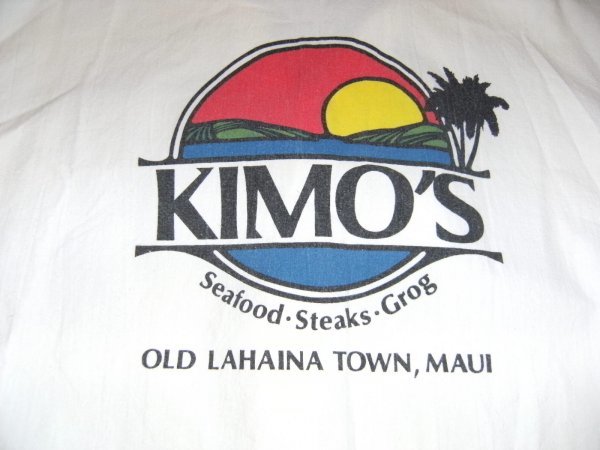 KIMO'S
Seafood · Steaks · Grog
OLD LAHAINA TOWN, MAUI